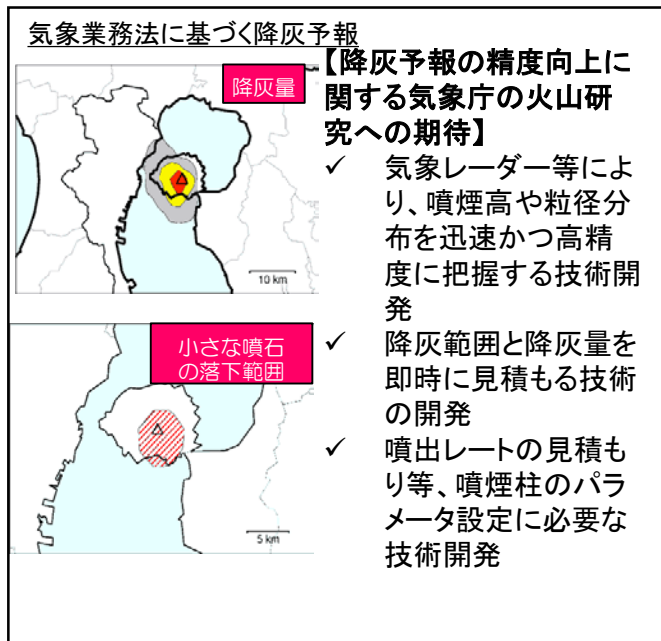 気象業務法に基づく降灰予報
降灰量
10 km
小さな噴石
の落下範囲
5 km
【降灰予報の精度向上に
関する気象庁の火山研
究への期待】
✓ 気象レーダー等によ
り、噴煙高や粒径分
布を迅速かつ高精
度に把握する技術開
発
✓ 降灰範囲と降灰量を
即時に見積もる技術
の開発
✓ 噴出レートの見積も
り等、噴煙柱のパラ
メータ設定に必要な
技術開発